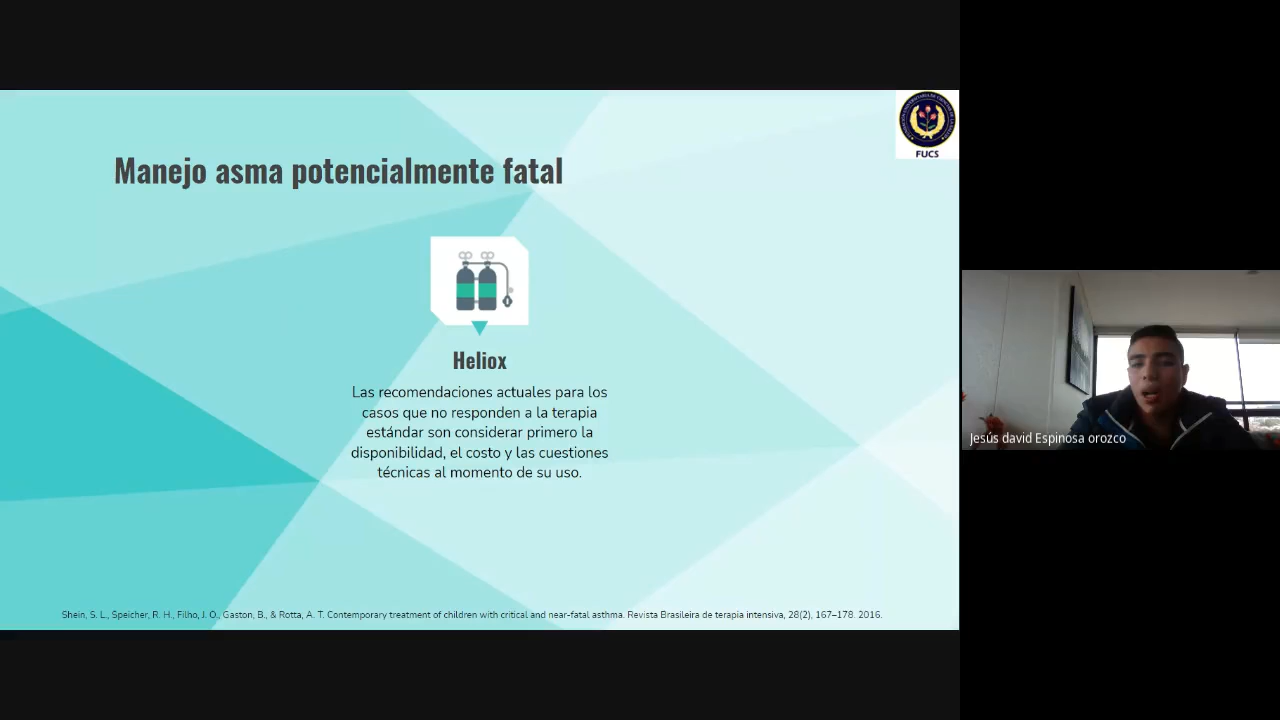 FUCS
Manejo asma potencialmente fatal
Heliox
Las recomendaciones actuales para los
casos que no responden a la terapia
estándar son considerar primero la
disponibilidad, el costo y las cuestiones
técnicas al momento de su uso.
Jesús david Espinosa orozco
Shein, S. L., Speicher, R. H., Filho, J. O., Gaston, B., & Rotta, A. T. Contemporary treatment of children with critical and near-fatal asthma. Revista Brasileira de terapia intensiva, 28(2), 167–178. 2016.